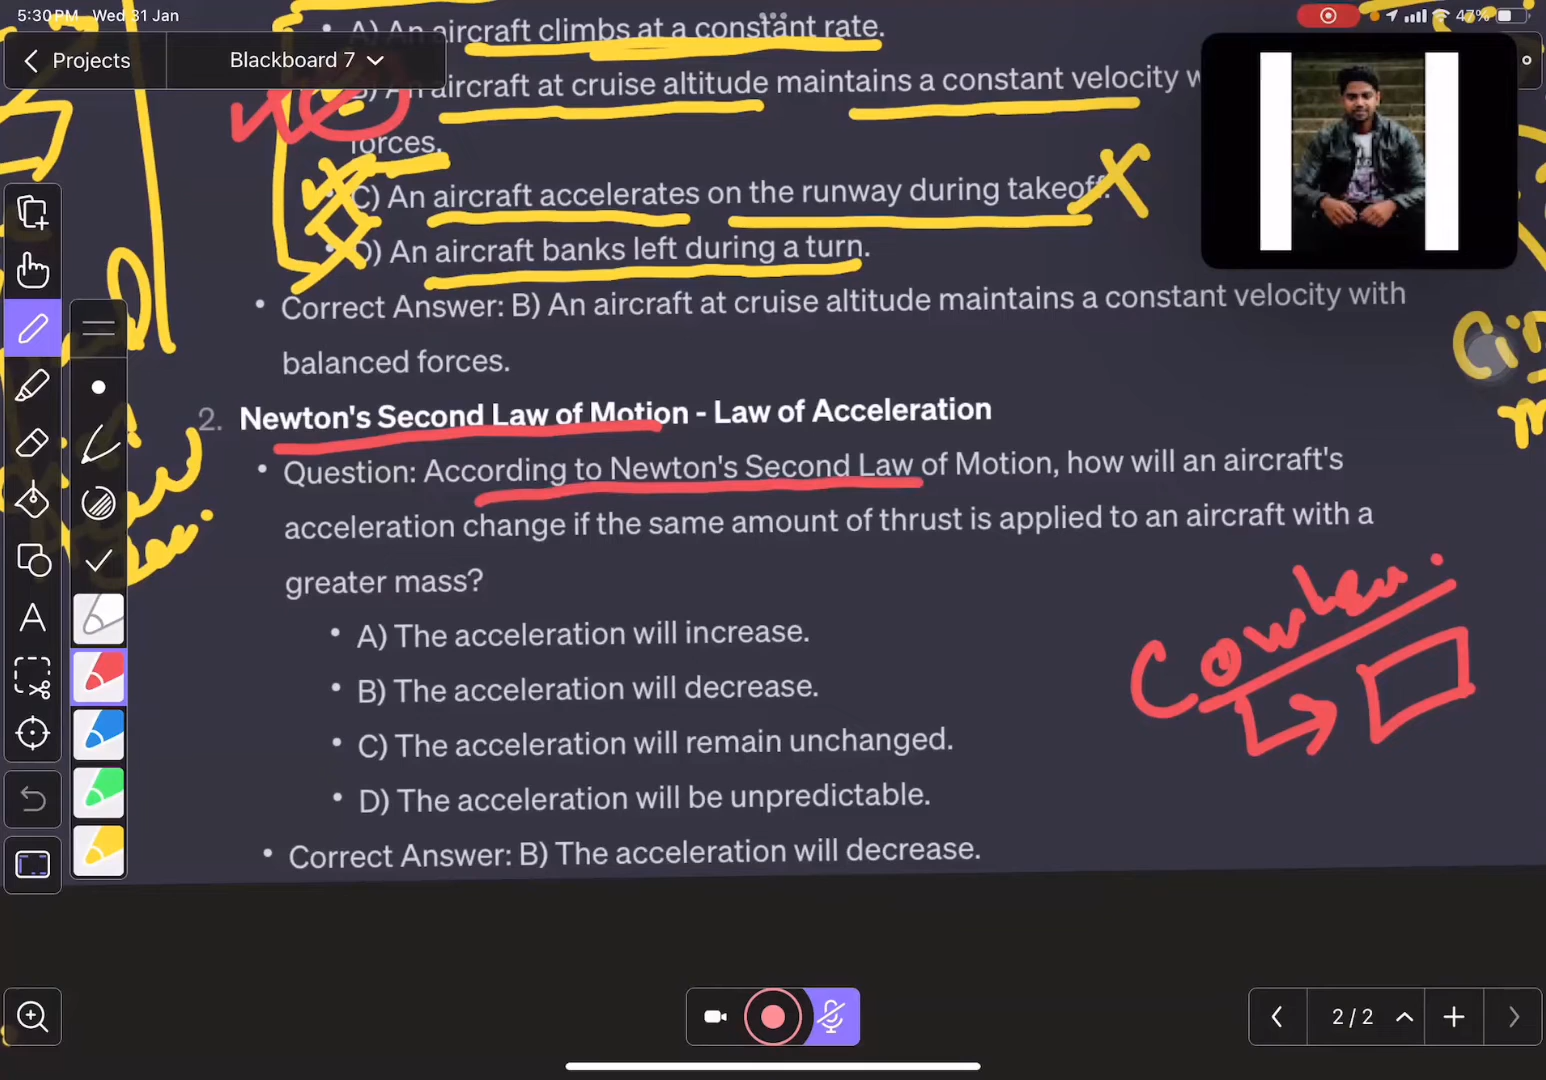 5:30 PM Wed 31 Jan
47%
A) An aircraft climbs at a constant rate.
Projects
Blackboard 7
B) An aircraft at cruise altitude maintains a constant velocity w
forces.
C) An aircraft accelerates on the runway during takeoff.
D) An aircraft banks left during a turn.
• Correct Answer: B) An aircraft at cruise altitude maintains a constant velocity with
balanced forces.
2. Newton's Second Law of Motion - Law of Acceleration
• Question: According to Newton's Second Law of Motion, how will an aircraft's
acceleration change if the same amount of thrust is applied to an aircraft with a
greater mass?
• A) The acceleration will increase.
• B) The acceleration will decrease.
• C) The acceleration will remain unchanged.
• D) The acceleration will be unpredictable.
• Correct Answer: B) The acceleration will decrease.
2 / 2